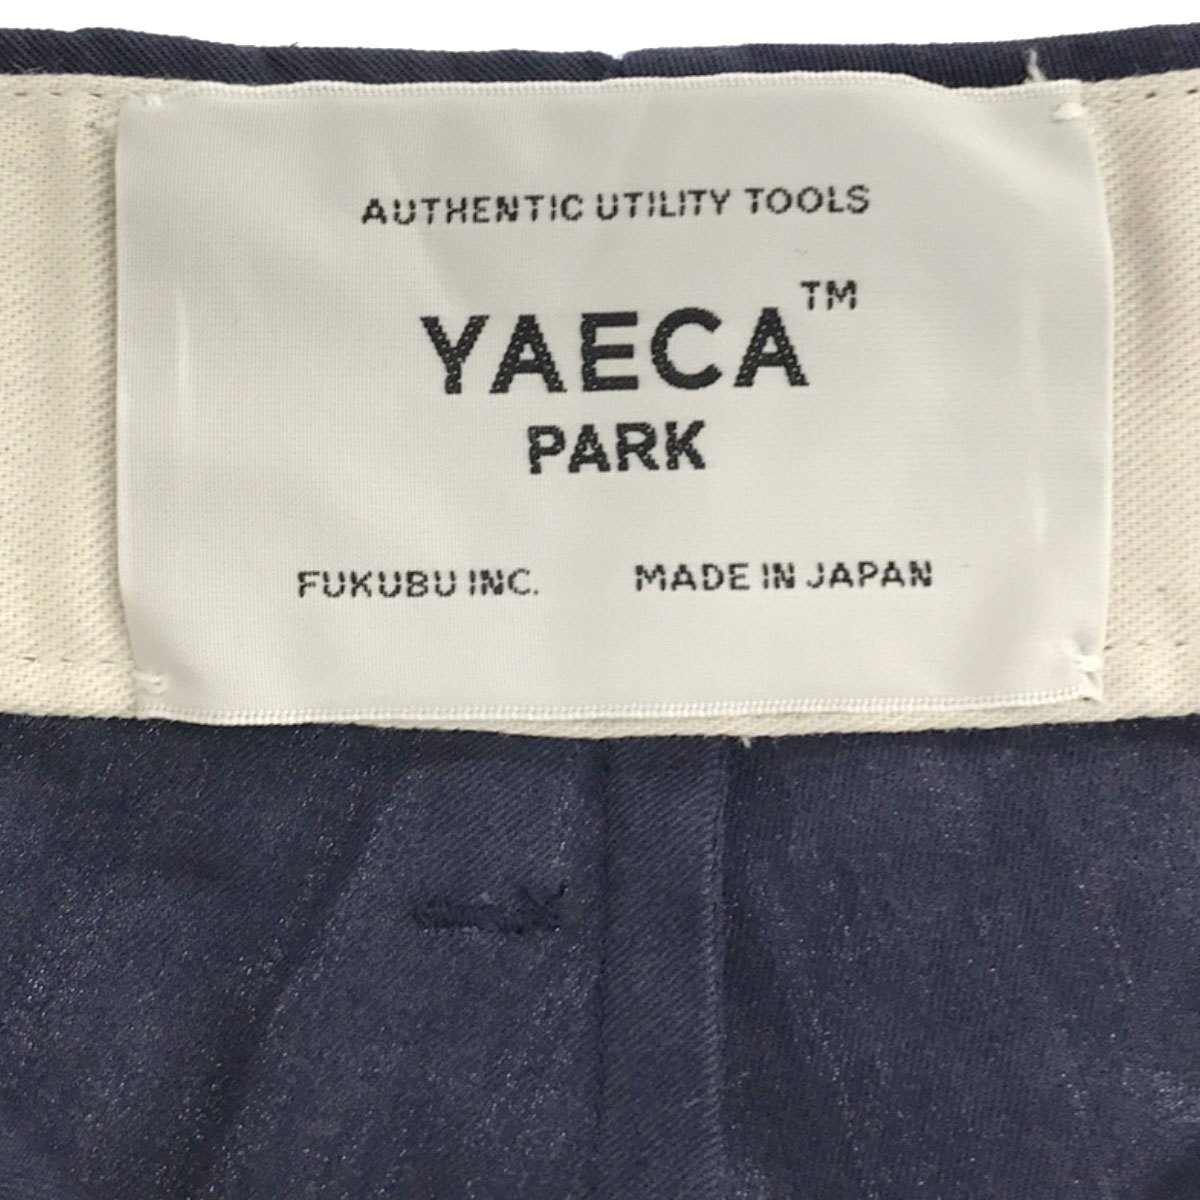 AUTHENTIC UTILITY TOOLS
YAECA™
PARK
FUKUBU INC. MADE IN JAPAN